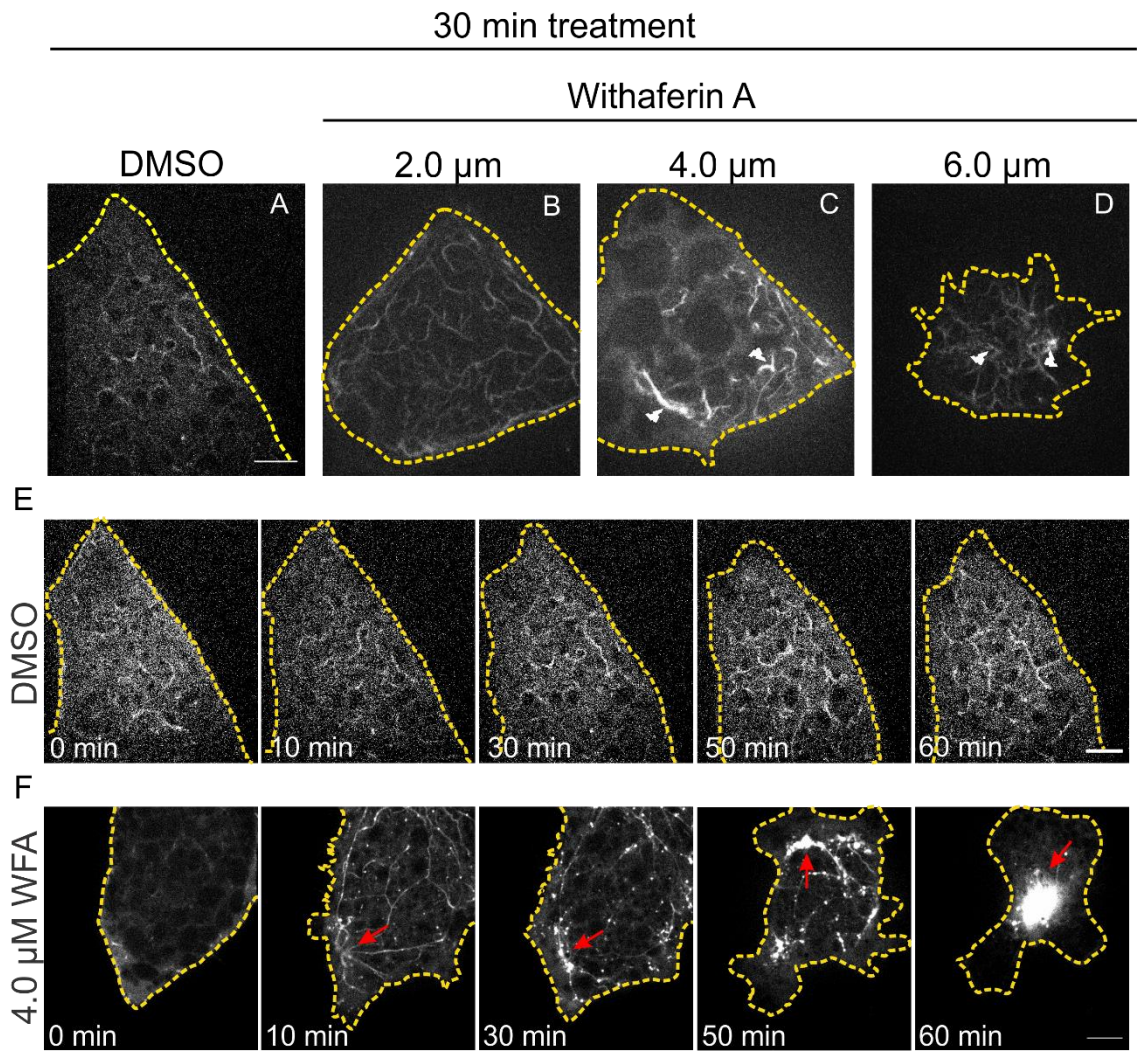 30 min treatment
Withaferin A
DMSO
2.0 µm
4.0 µm
6.0 µm
A
B
C
D
E
DMSO
0 min
10 min
30 min
50 min
60 min
F
4.0 µM WFA
0 min
10 min
30 min
50 min
60 min